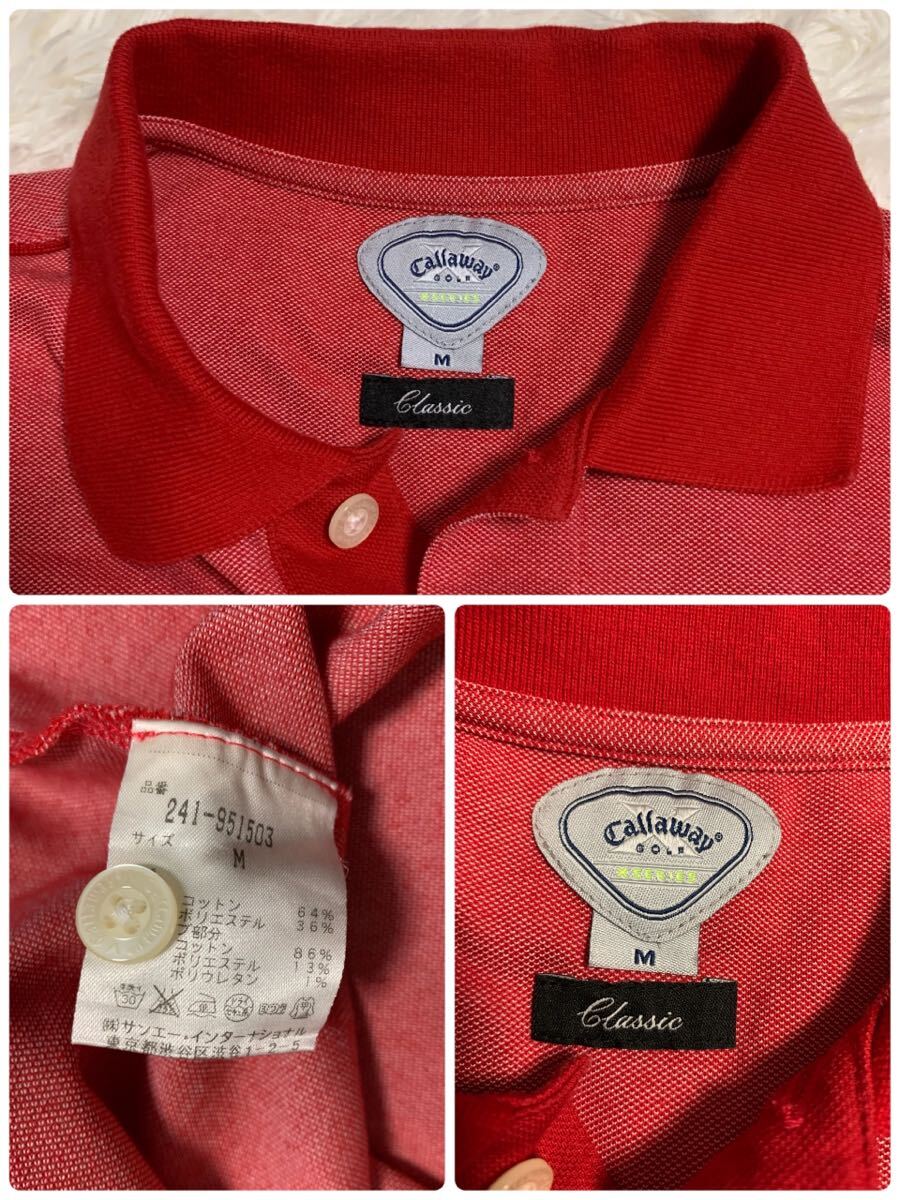 Callaway®
GOLF
X SERIES
M
Classic
品番
241-951503
サイズ
M
コットン 64%
ポリエステル 36%
ブ部分
コットン 86%
ポリエステル 13%
ポリウレタン 1%
㈱サンエー・インターナショナル
東京都渋谷区渋谷1-2-5
Callaway®
GOLF
X SERIES
M
Classic